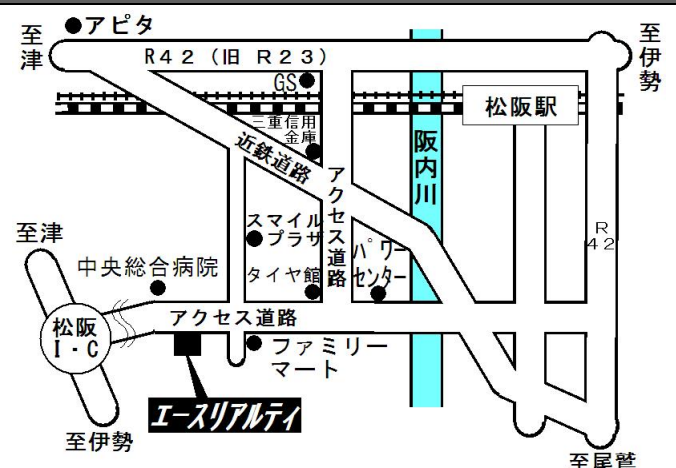 アピタ
至津
R42（旧 R23）
至伊勢
GS
松阪駅
三重信用
金庫
近鉄道路
アクセス道路
阪内川
スマイル
プラザ
パワー
センター
タイヤ館
R
42
至津
中央総合病院
松阪
I・C
アクセス道路
ファミリー
マート
エースリアルティ
至伊勢
至尾鷲